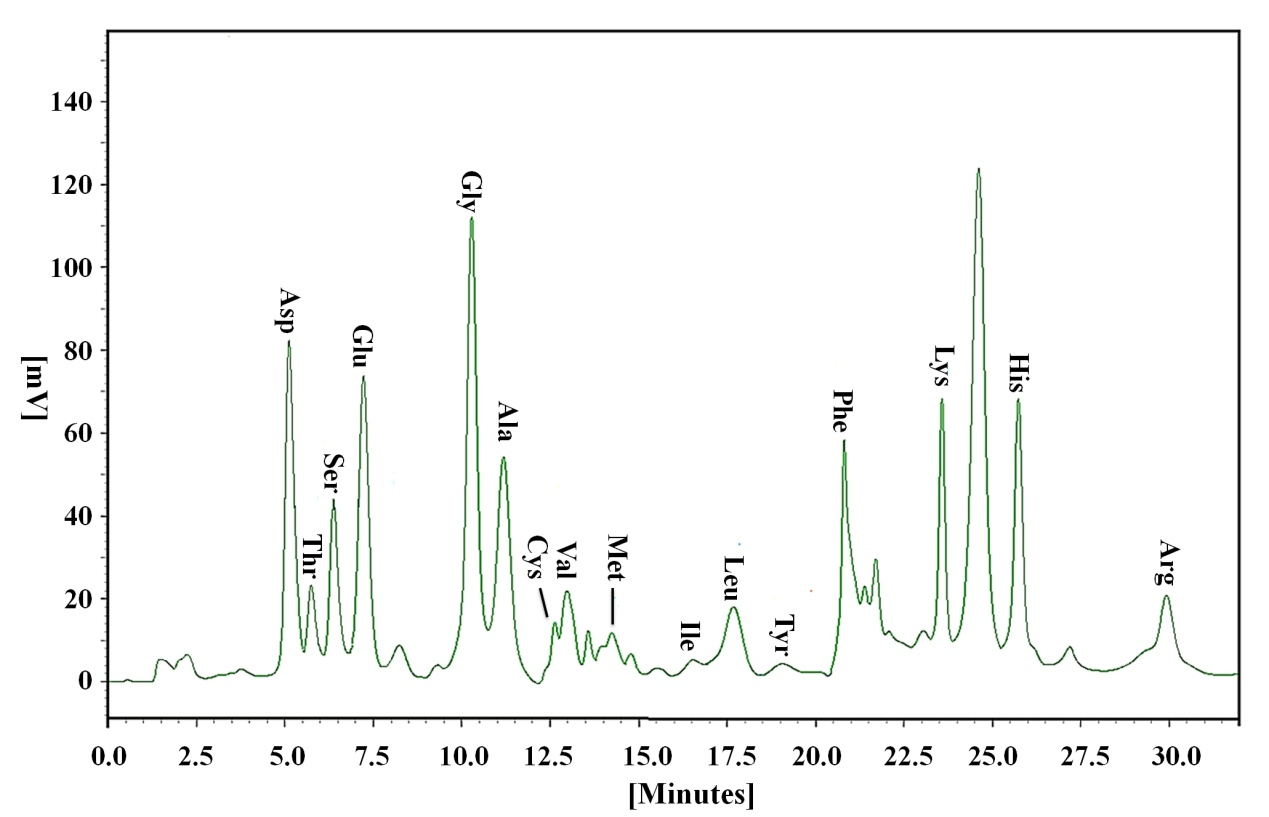 140
120
100
80
60
40
20
0
[mV]
Asp
Thr
Ser
Glu
Gly
Ala
Cys
Val
Met
Ile
Leu
Tyr
Phe
Lys
His
Arg
0.0 2.5 5.0 7.5 10.0 12.5 15.0 17.5 20.0 22.5 25.0 27.5 30.0
[Minutes]